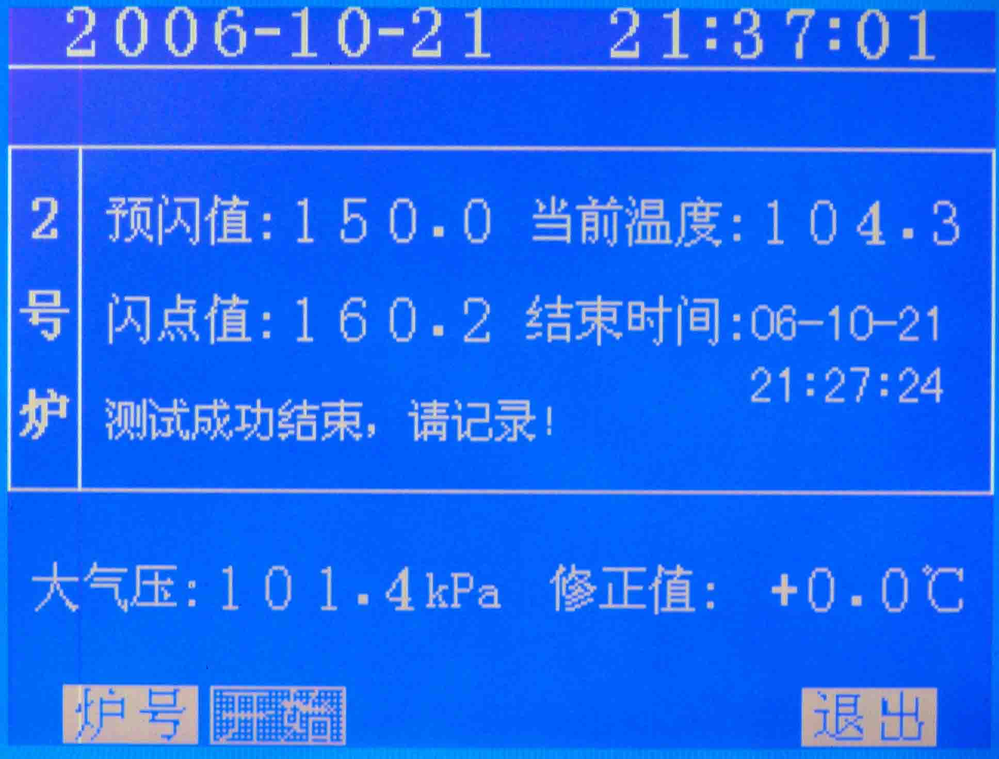 2006-10-21 21:37:01
2号炉
预闪值:150.0 当前温度:104.3
闪点值:160.2 结束时间:06-10-21
21:27:24
测试成功结束，请记录!
大气压:101.4kPa 修正值: +0.0℃
炉号 开始 退出